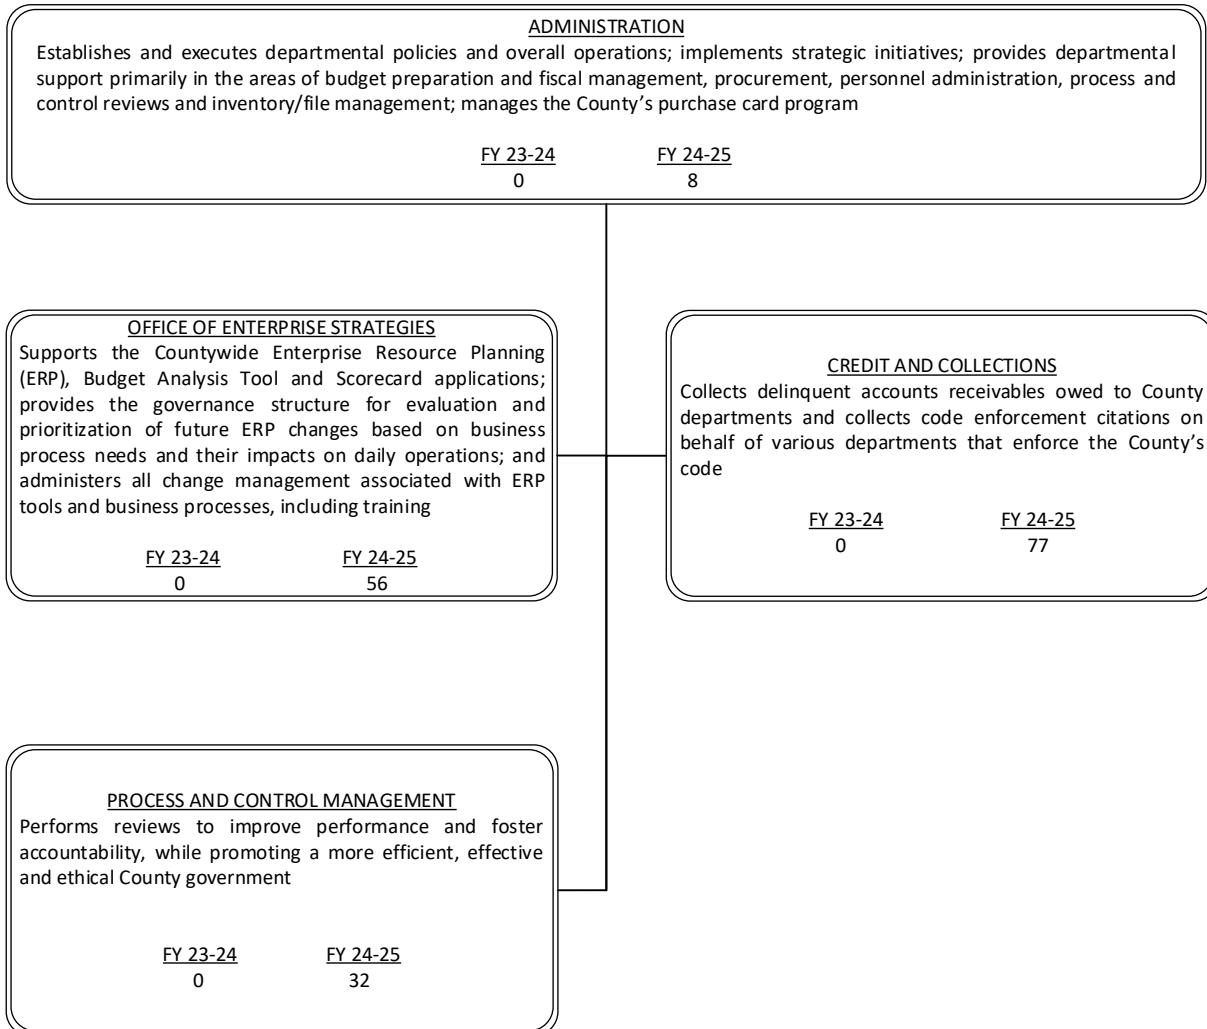 ADMINISTRATION
Establishes and executes departmental policies and overall operations; implements strategic initiatives; provides departmental
support primarily in the areas of budget preparation and fiscal management, procurement, personnel administration, process and
control reviews and inventory/file management; manages the County’s purchase card program
FY 23-24 FY 24-25
0 8
OFFICE OF ENTERPRISE STRATEGIES
Supports the Countywide Enterprise Resource Planning
(ERP), Budget Analysis Tool and Scorecard applications;
provides the governance structure for evaluation and
prioritization of future ERP changes based on business
process needs and their impacts on daily operations; and
administers all change management associated with ERP
tools and business processes, including training
FY 23-24 FY 24-25
0 56
CREDIT AND COLLECTIONS
Collects delinquent accounts receivables owed to County
departments and collects code enforcement citations on
behalf of various departments that enforce the County’s
code
FY 23-24 FY 24-25
0 77
PROCESS AND CONTROL MANAGEMENT
Performs reviews to improve performance and foster
accountability, while promoting a more efficient, effective
and ethical County government
FY 23-24 FY 24-25
0 32